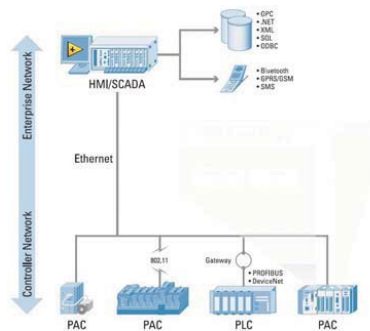 • OPC
• .NET
• XML
• SQL
• ODBC
HMI/SCADA
• Bluetooth
• GPRS/GSM
• SMS
Enterprise Network
Ethernet
Controller Network
802.11
Gateway
• PROFIBUS
• DeviceNet
PAC
PAC
PLC
PAC